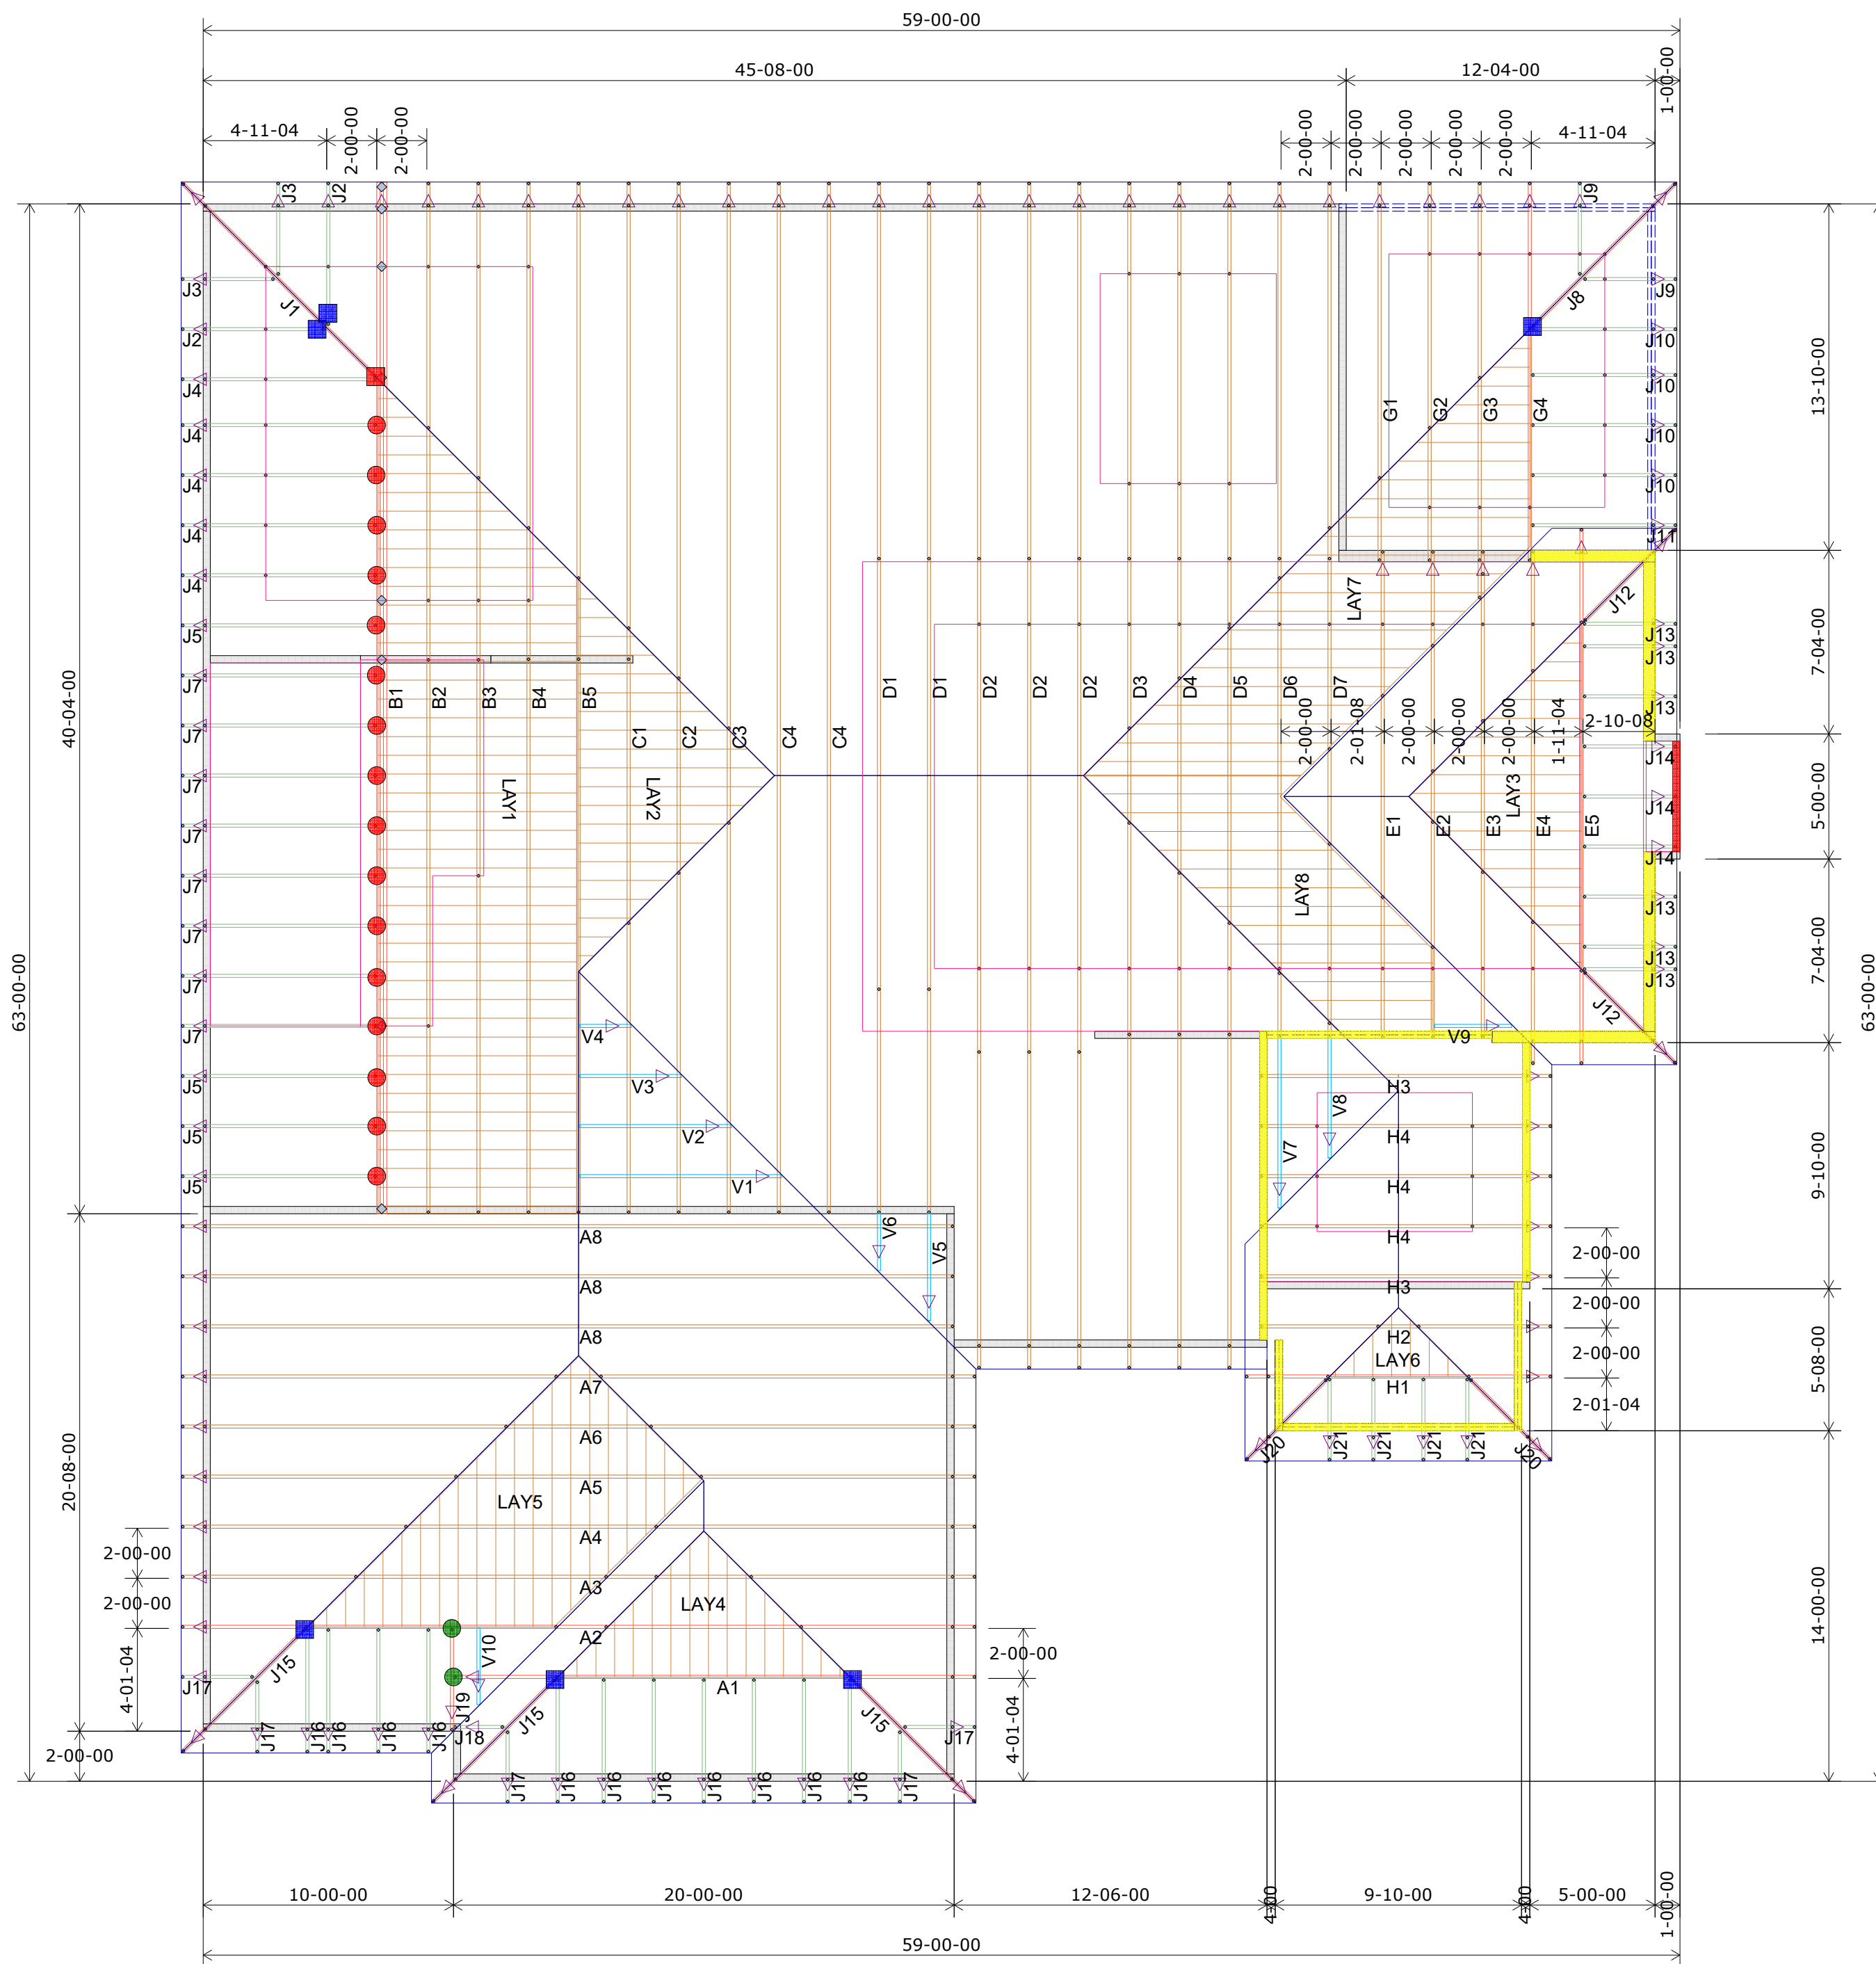 59-00-00
45-08-00
12-04-00
1-00-00
4-11-04
2-00-00
2-00-00
2-00-00
2-00-00
2-00-00
2-00-00
2-00-00
4-11-04
J3
J2
J9
J3
J1
J8
J9
J2
J10
J4
J10
G1
G2
G3
G4
J4
J10
J4
J10
J4
J11
J4
LAY7
J12
J5
J13
J13
J7
B1
B2
B3
B4
B5
D1
D1
D2
D2
D2
D3
D4
D5
D6
D7
J13
C1
C2
C3
C4
C4
2-00-00
2-01-08
2-00-00
2-00-00
2-00-00
1-11-04
2-10-08
J7
J14
J7
LAY1
LAY2
LAY3
J14
J7
E1
E2
E3
E4
E5
J14
J7
LAY8
J13
J7
J13
J7
J13
J12
J7
V4
V9
J5
V3
H3
V8
J5
V2
H4
V7
J5
V1
H4
V6
A8
H4
V5
A8
H3
A8
H2
LAY6
A7
H1
A6
J20
J21
J21
J21
J21
J20
A5
LAY5
A4
A3
LAY4
A2
V10
J15
J17
A1
J19
J15
J15
J17
J16
J16
J16
J16
J18
J17
J17
J16
J16
J16
J16
J16
J16
J16
J17
13-10-00
7-04-00
5-00-00
7-04-00
9-10-00
5-08-00
14-00-00
63-00-00
2-00-00
2-00-00
2-00-00
2-01-04
63-00-00
40-04-00
20-08-00
2-00-00
2-00-00
2-00-00
4-01-04
2-00-00
4-01-04
10-00-00
20-00-00
12-06-00
4-00
9-10-00
4-00
5-00-00
1-00-00
59-00-00